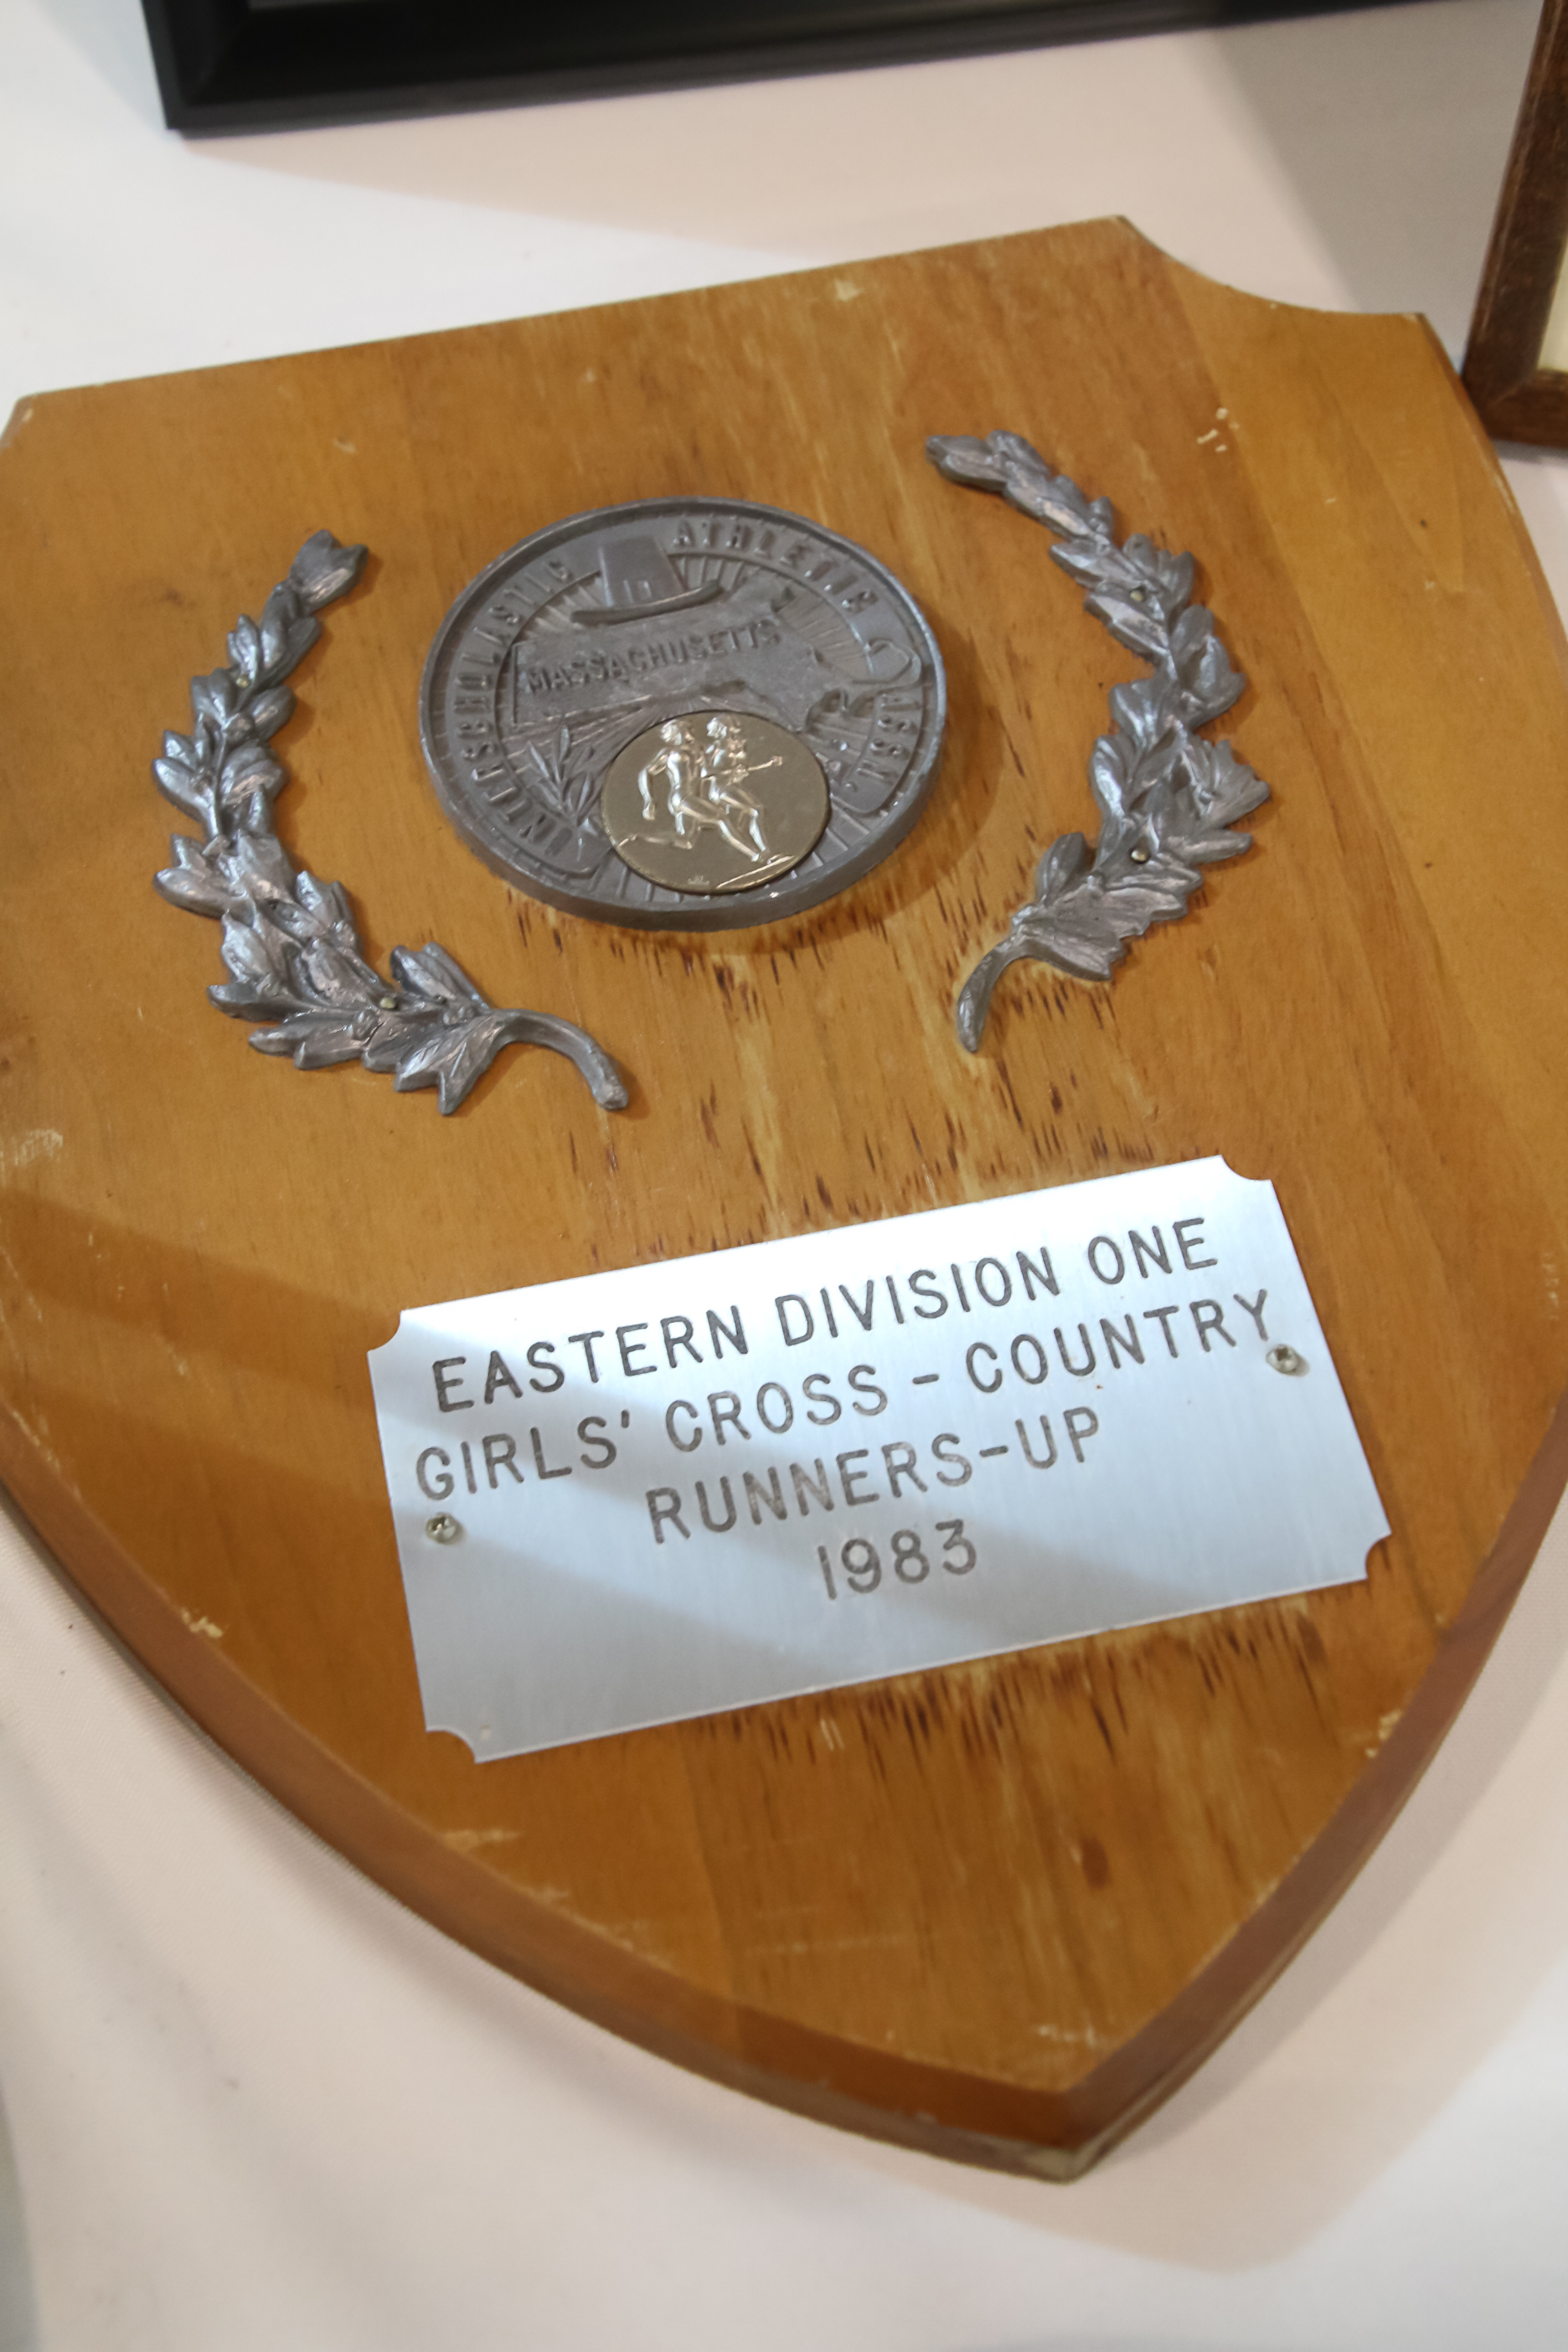 INTERSCHOLASTIC ATHLETIC ASSN.
MASSACHUSETTS
EASTERN DIVISION ONE
GIRLS' CROSS - COUNTRY
RUNNERS-UP
1983